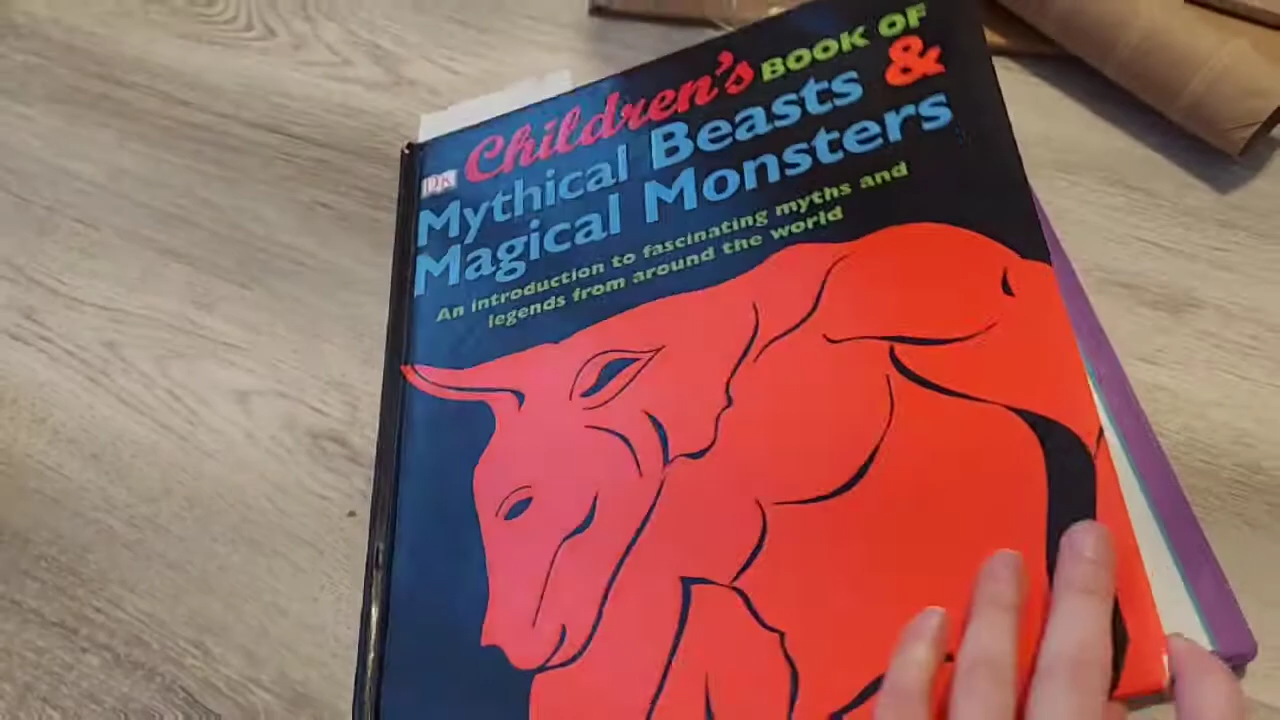 Children's BOOK OF
DK
Mythical Beasts &
Magical Monsters
An introduction to fascinating myths and
legends from around the world